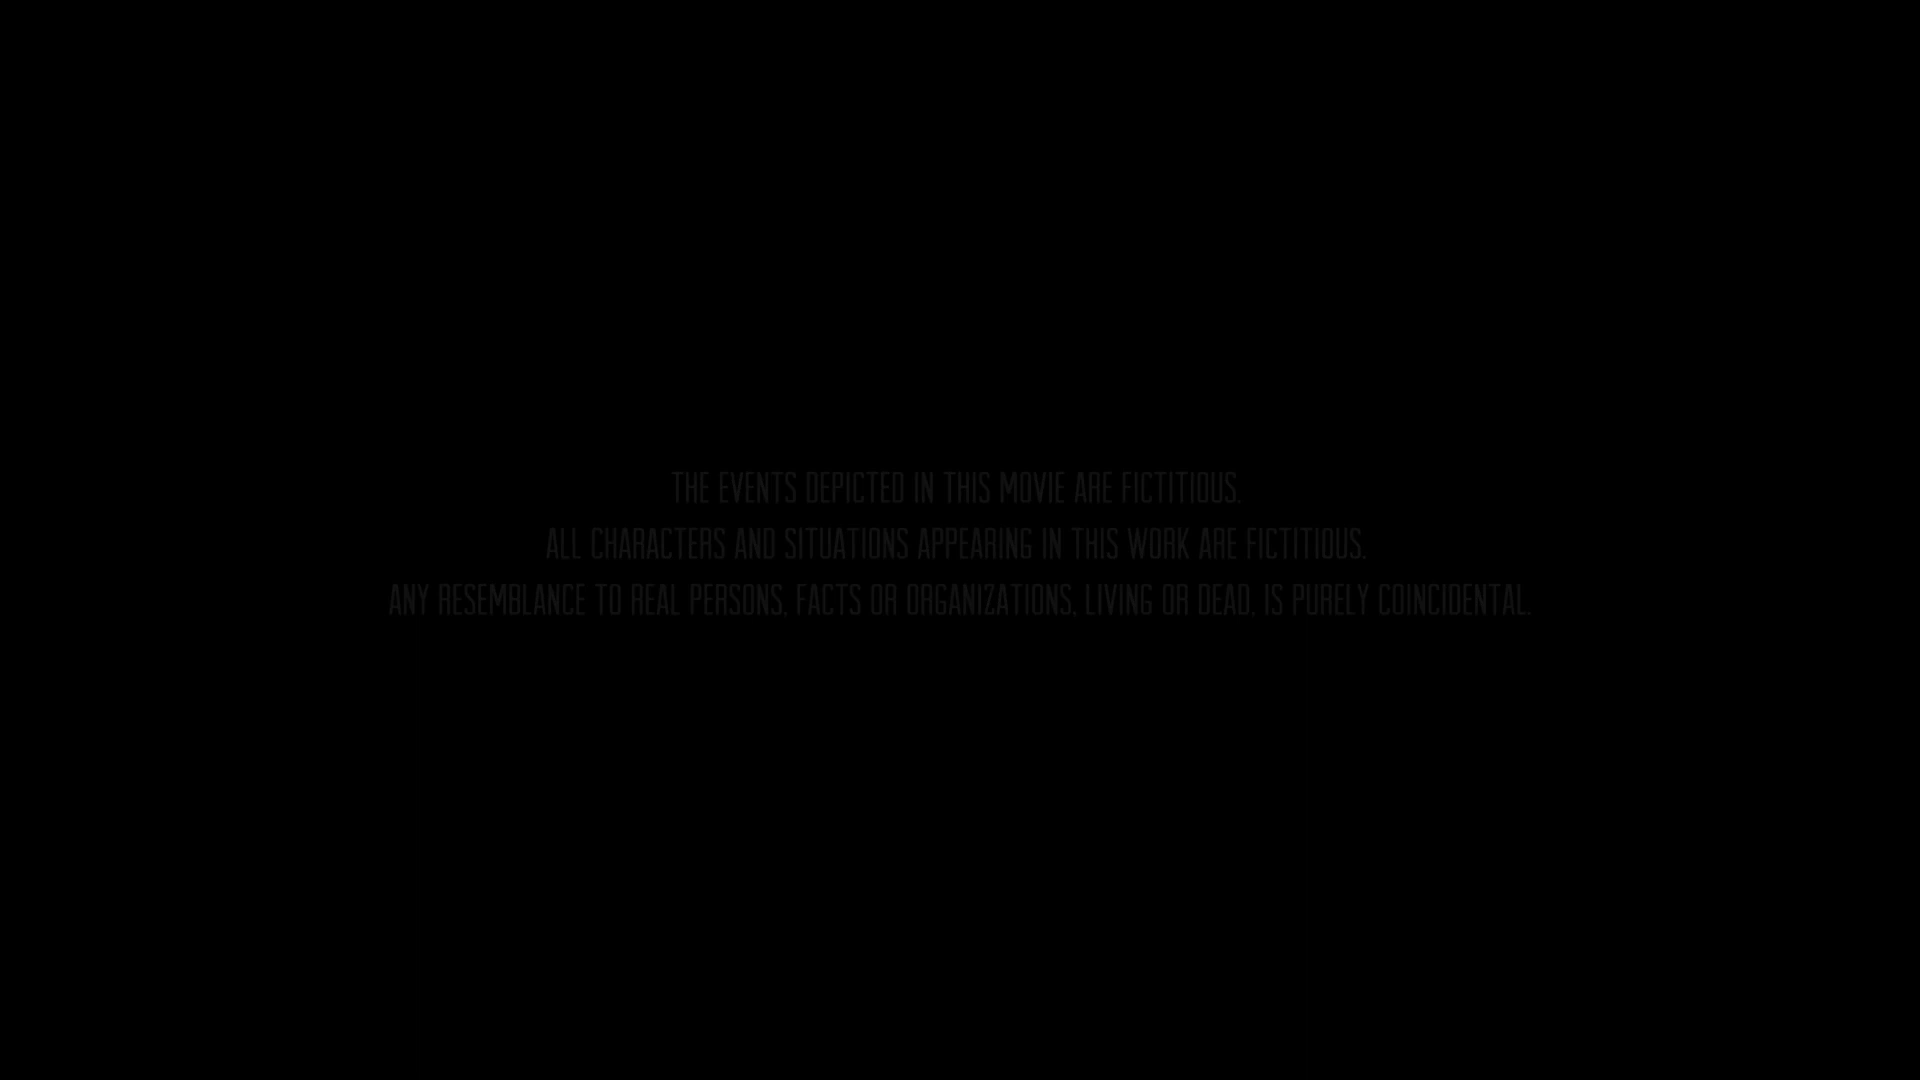 THE EVENTS DEPICTED IN THIS MOVIE ARE FICTITIOUS.
ALL CHARACTERS AND SITUATIONS APPEARING IN THIS WORK ARE FICTITIOUS.
ANY RESEMBLANCE TO REAL PERSONS, FACTS OR ORGANIZATIONS, LIVING OR DEAD, IS PURELY COINCIDENTAL.